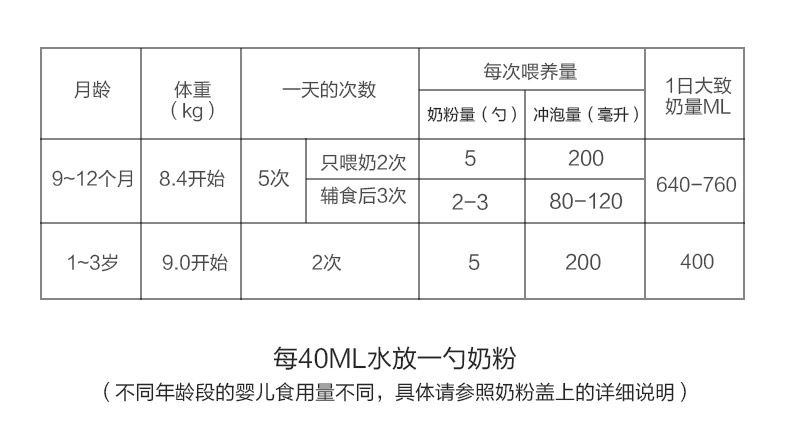 月龄
体重
（kg）
一天的次数
每次喂养量
奶粉量（勺）
冲泡量（毫升）
1日大致
奶量ML
9~12个月
8.4开始
5次
只喂奶2次
5
200
辅食后3次
2-3
80-120
640-760
1~3岁
9.0开始
2次
5
200
400
每40ML水放一勺奶粉
（不同年龄段的婴儿食用量不同，具体请参照奶粉盖上的详细说明）